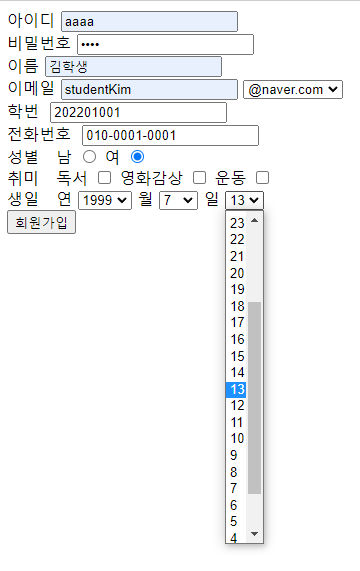 아이디 aaaa
비밀번호 ••••
이름 김학생
이메일 studentKim @naver.com
학번 202201001
전화번호 010-0001-0001
성별 남 여
취미 독서 영화감상 운동
생일 연 1999 월 7 일 13
회원가입
23
22
21
20
19
18
17
16
15
14
13
12
11
10
9
8
7
6
5
4